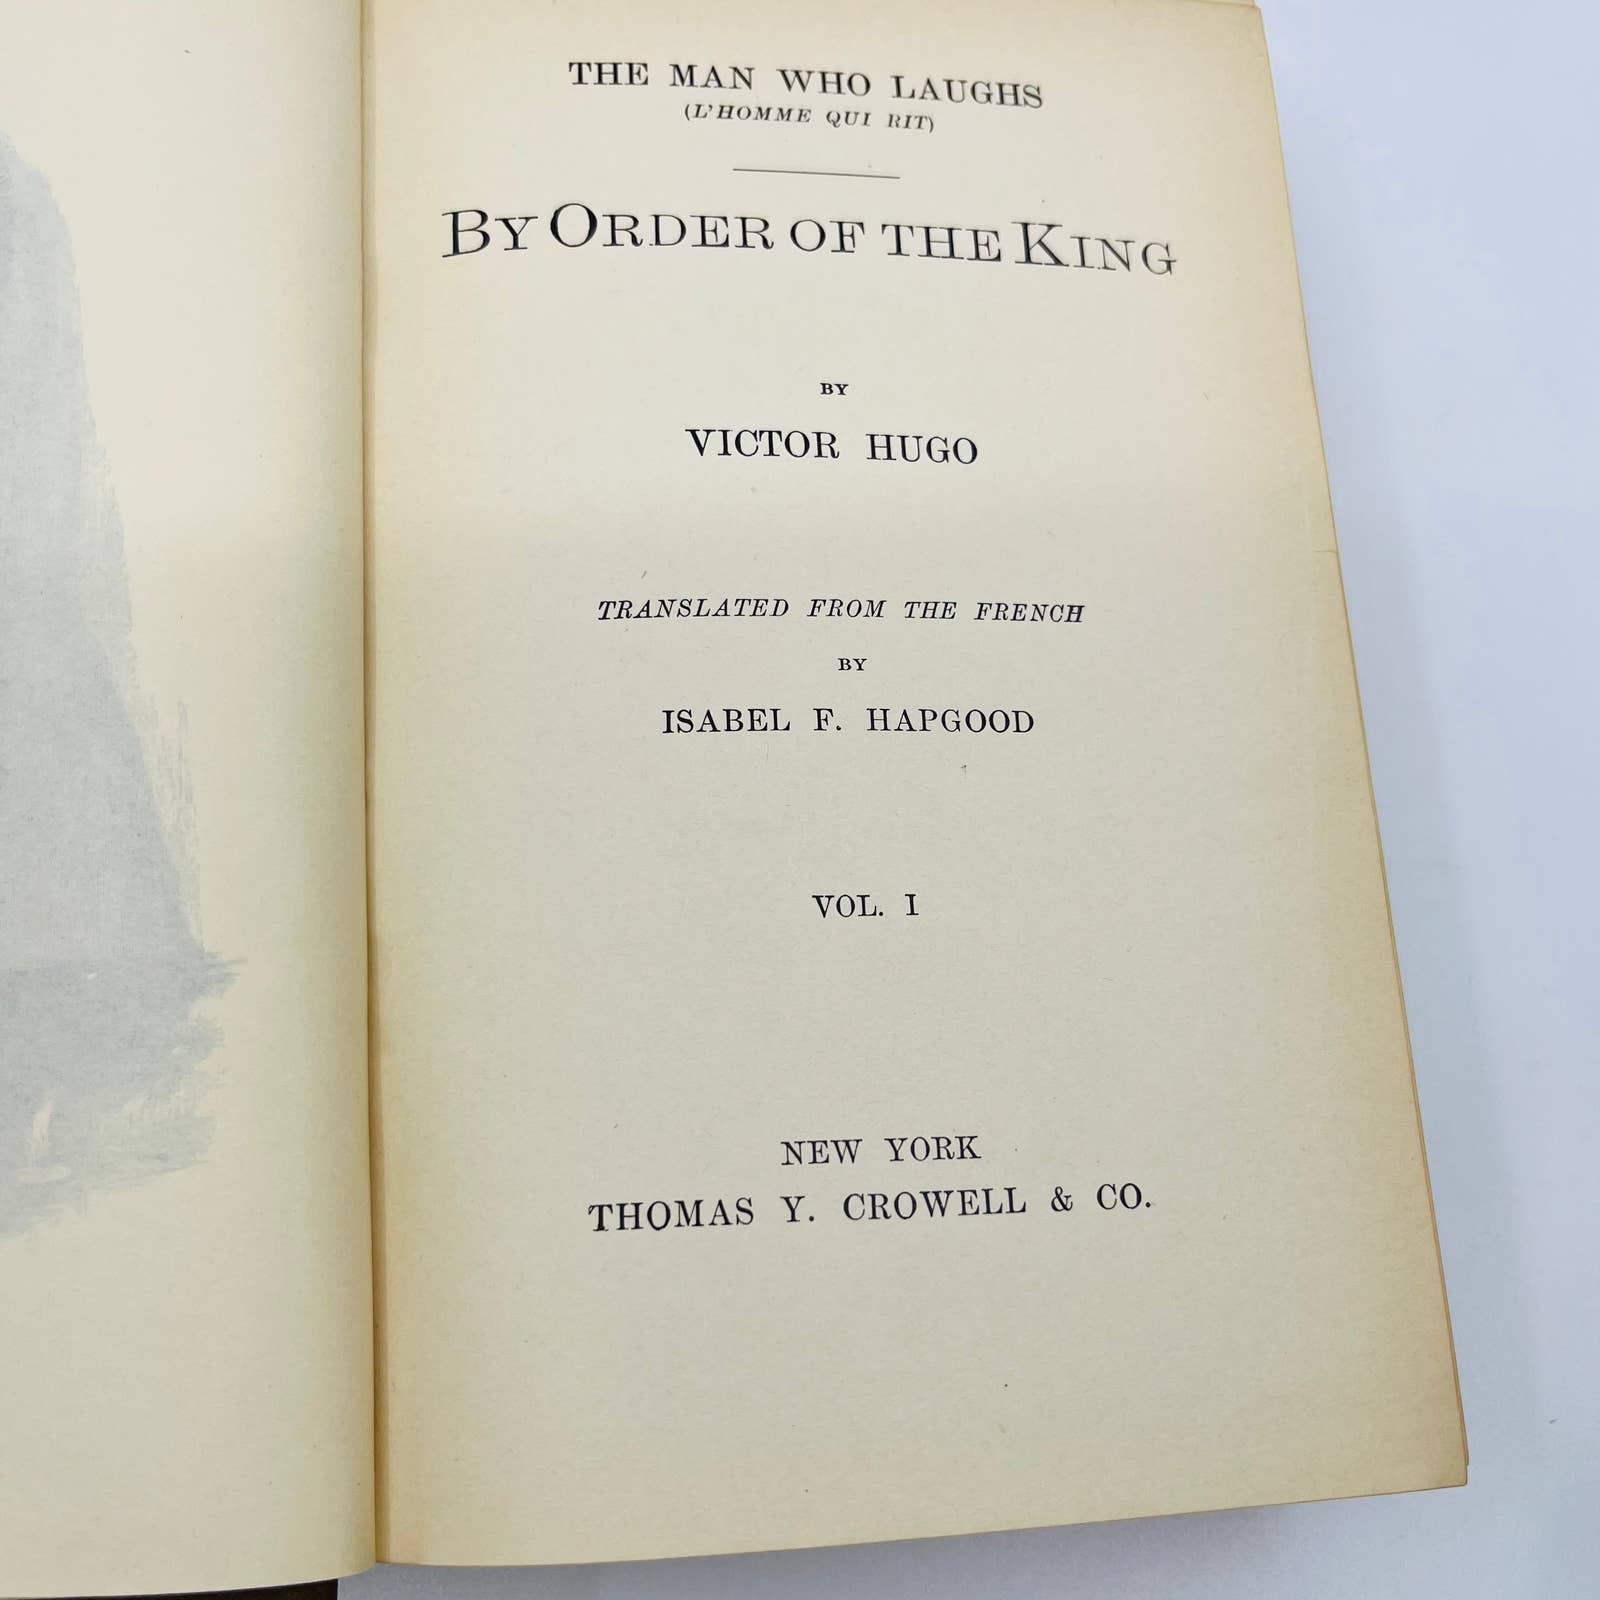 THE MAN WHO LAUGHS
(L'HOMME QUI RIT)
BY ORDER OF THE KING
BY
VICTOR HUGO
TRANSLATED FROM THE FRENCH
BY
ISABEL F. HAPGOOD
VOL. I
NEW YORK
THOMAS Y. CROWELL & CO.